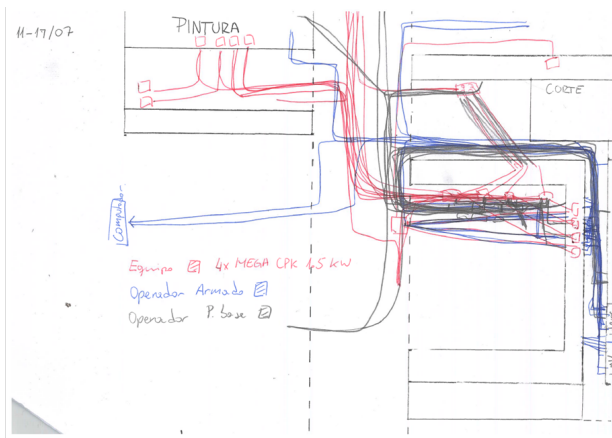 11-17/07
PINTURA
CORTE
Computador
Equipo 4x MEGA CPK 1,5 kW
Operador Armado
Operador P. base